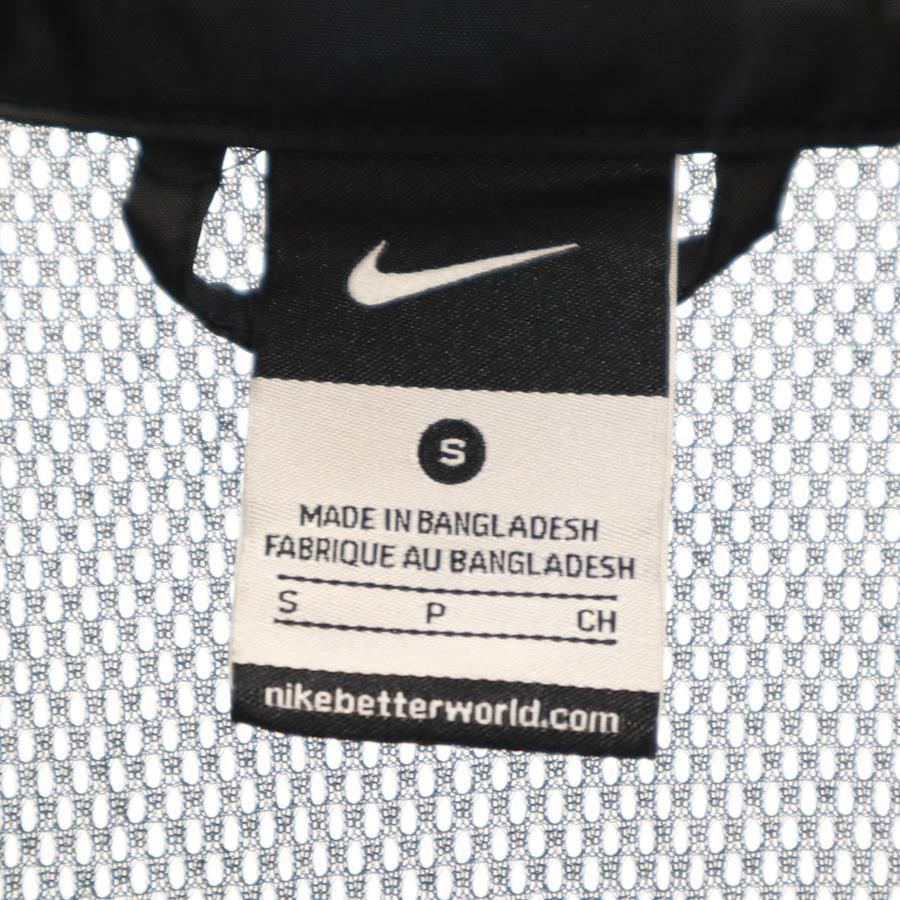 S
MADE IN BANGLADESH
FABRIQUE AU BANGLADESH
S P CH
nikebetterworld.com